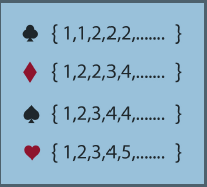 ♣ { 1,1,2,2,2,....... }
♦ { 1,2,2,3,4,....... }
♠ { 1,2,3,4,4,....... }
♥ { 1,2,3,4,5,....... }